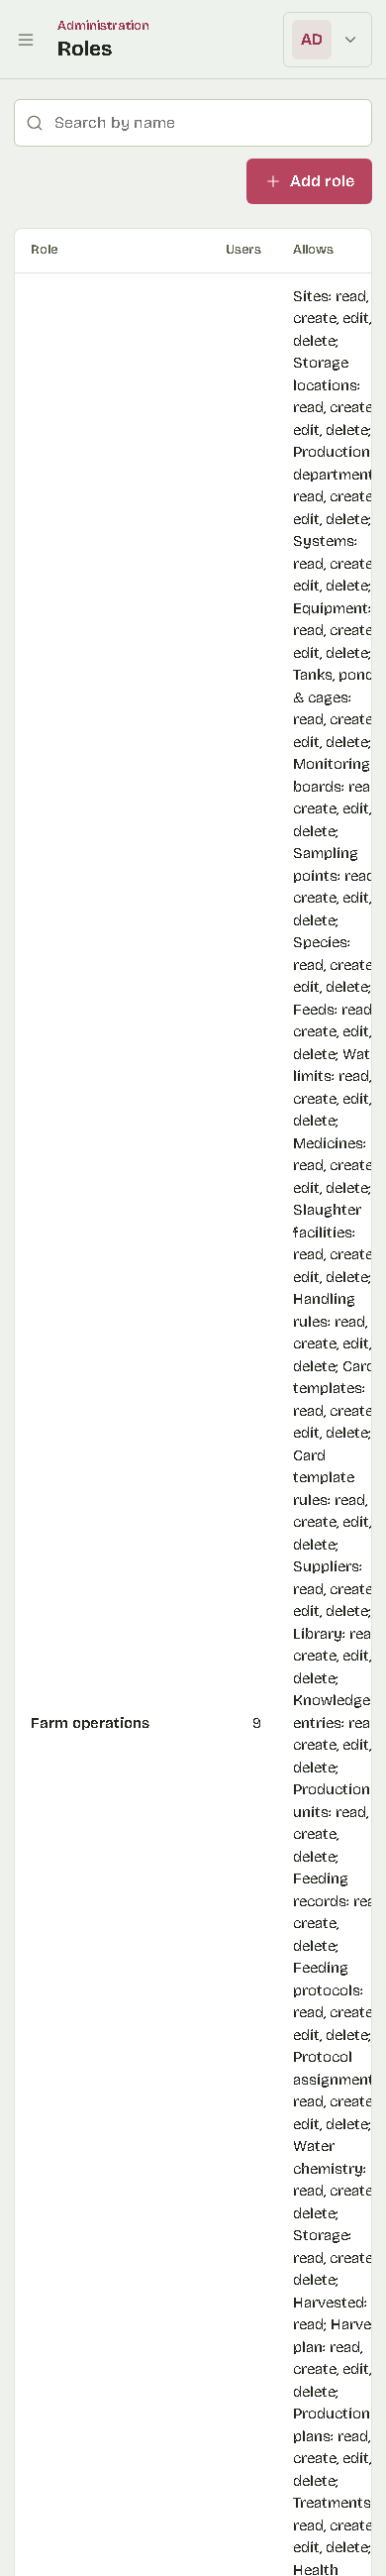 Administration
Roles
AD
Search by name
Add role
Role Users Allows
Sites: read,
create, edit,
delete;
Storage
locations:
read, create
edit, delete;
Production
department
read, create
edit, delete;
Systems:
read, create
edit, delete;
Equipment:
read, create
edit, delete;
Tanks, pond
& cages:
read, create
edit, delete;
Monitoring
boards: rea
create, edit,
delete;
Sampling
points: read
create, edit,
delete;
Species:
read, create
edit, delete;
Feeds: read
create, edit,
delete; Wat
limits: read,
create, edit,
delete;
Medicines:
read, create
edit, delete;
Slaughter
facilities:
read, create
edit, delete;
Handling
rules: read,
create, edit,
delete; Card
templates:
read, create
edit, delete;
Card
template
rules: read,
create, edit,
delete;
Suppliers:
read, create
edit, delete;
Library: rea
create, edit,
delete;
Knowledge
Farm operations 9 entries: rea
create, edit,
delete;
Production
units: read,
create,
delete;
Feeding
records: rea
create,
delete;
Feeding
protocols:
read, create
edit, delete;
Protocol
assignment
read, create
edit, delete;
Water
chemistry:
read, create
delete;
Storage:
read, create
delete;
Harvested:
read; Harve
plan: read,
create, edit,
delete;
Production
plans: read,
create, edit,
delete;
Treatments
read, create
edit, delete;
Health